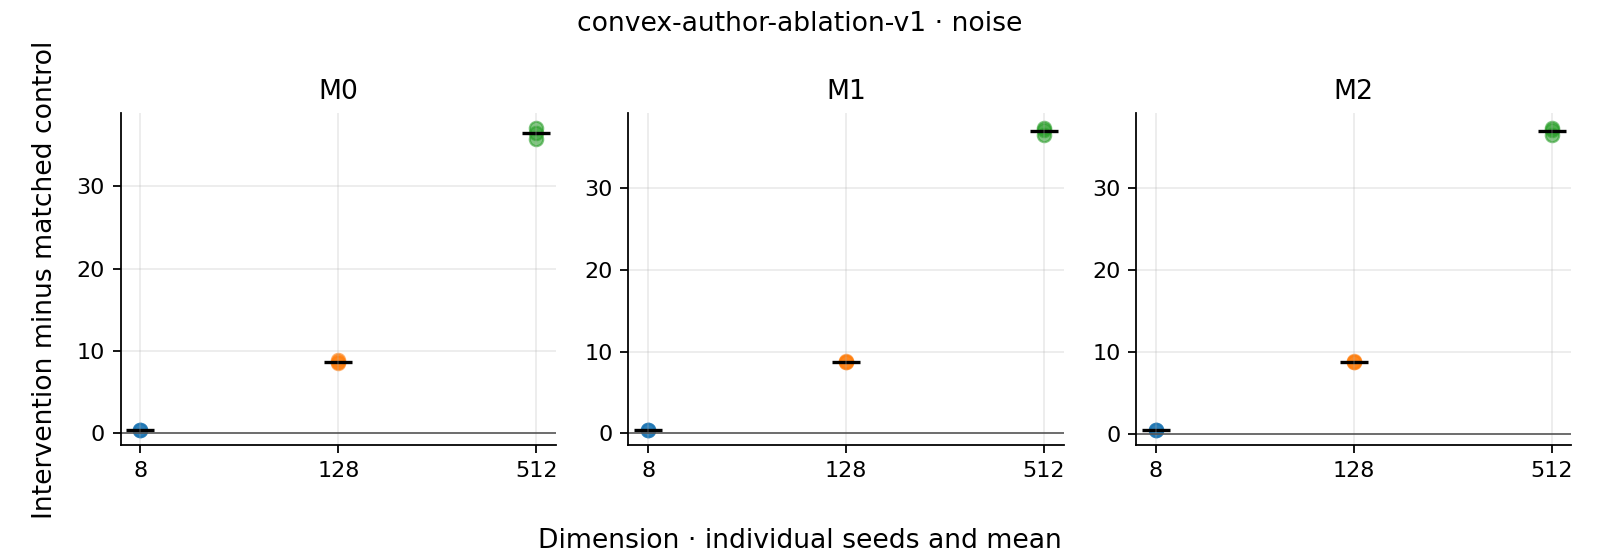 convex-author-ablation-v1 · noise
Intervention minus matched control
M0
30
20
10
0
8 128 512
M1
30
20
10
0
8 128 512
M2
30
20
10
0
8 128 512
Dimension · individual seeds and mean